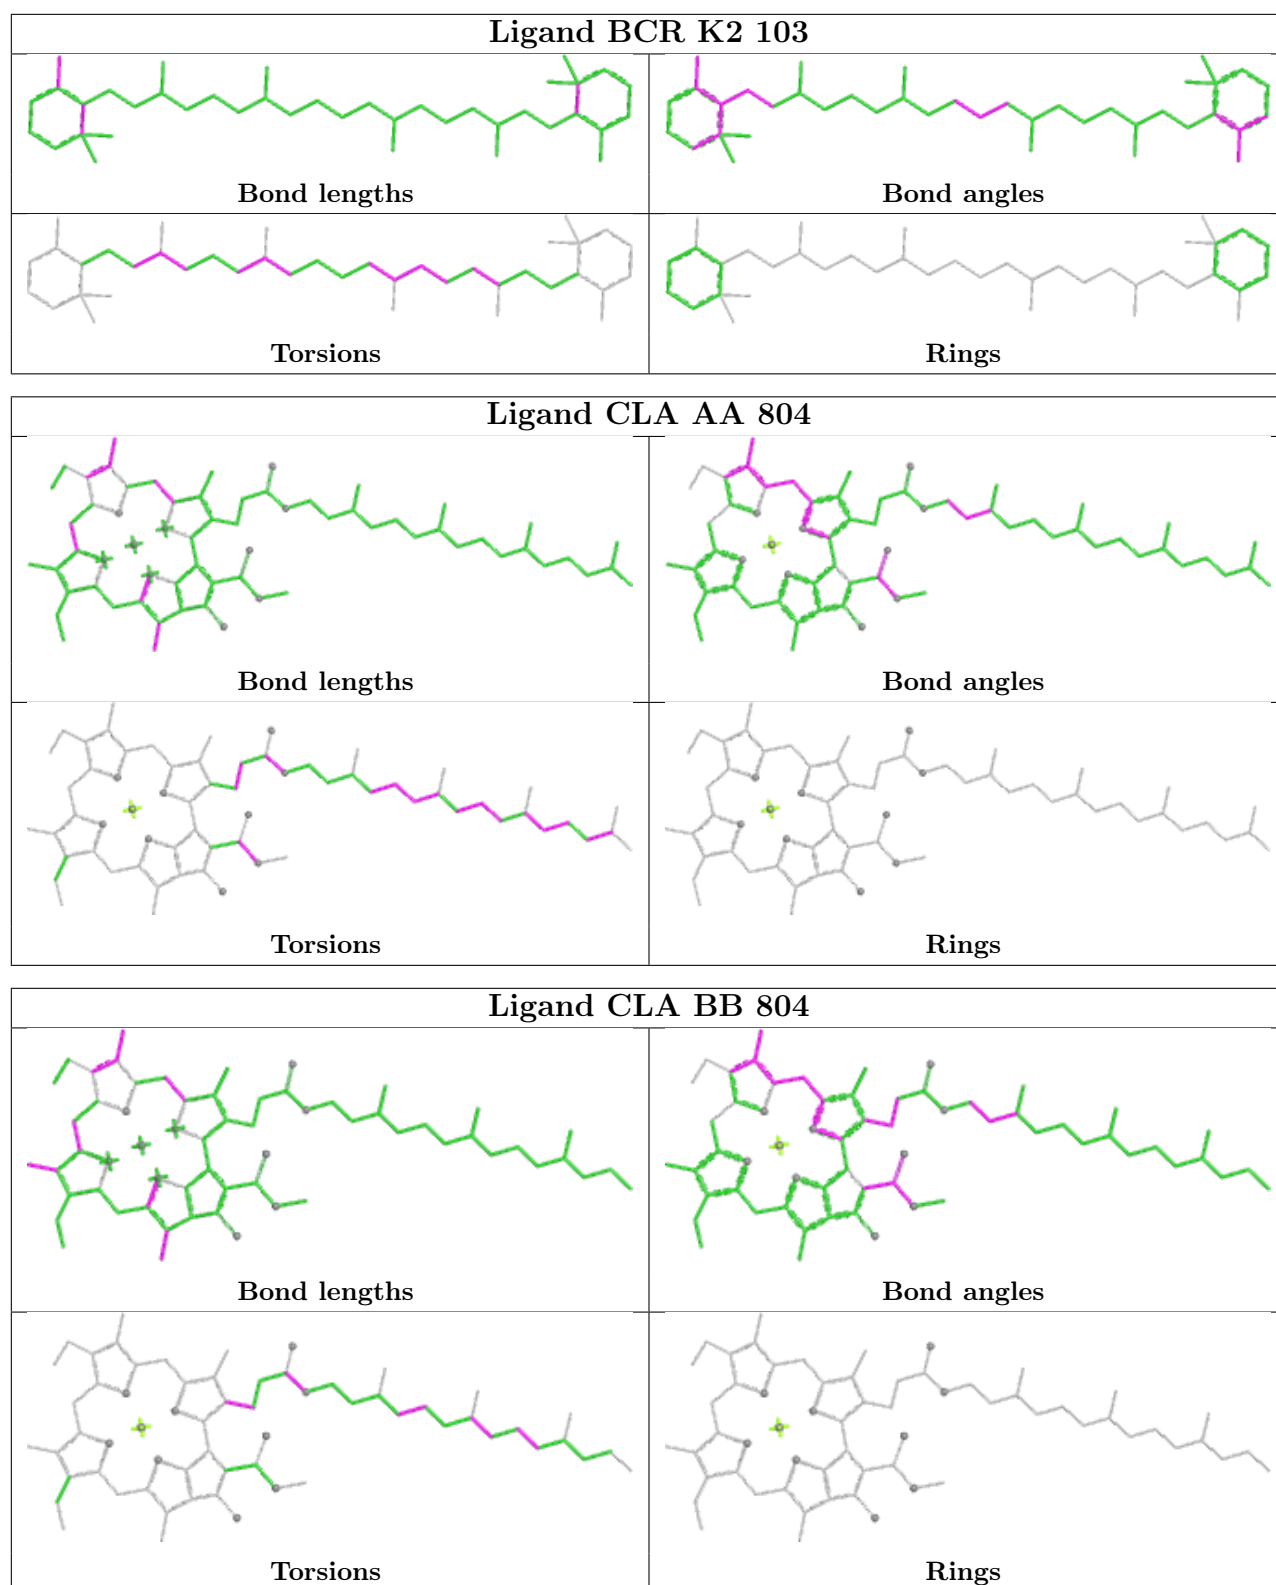 Ligand BCR K2 103
Bond lengths
Bond angles
Torsions
Rings
Ligand CLA AA 804
Bond lengths
Bond angles
Torsions
Rings
Ligand CLA BB 804
Bond lengths
Bond angles
Torsions
Rings